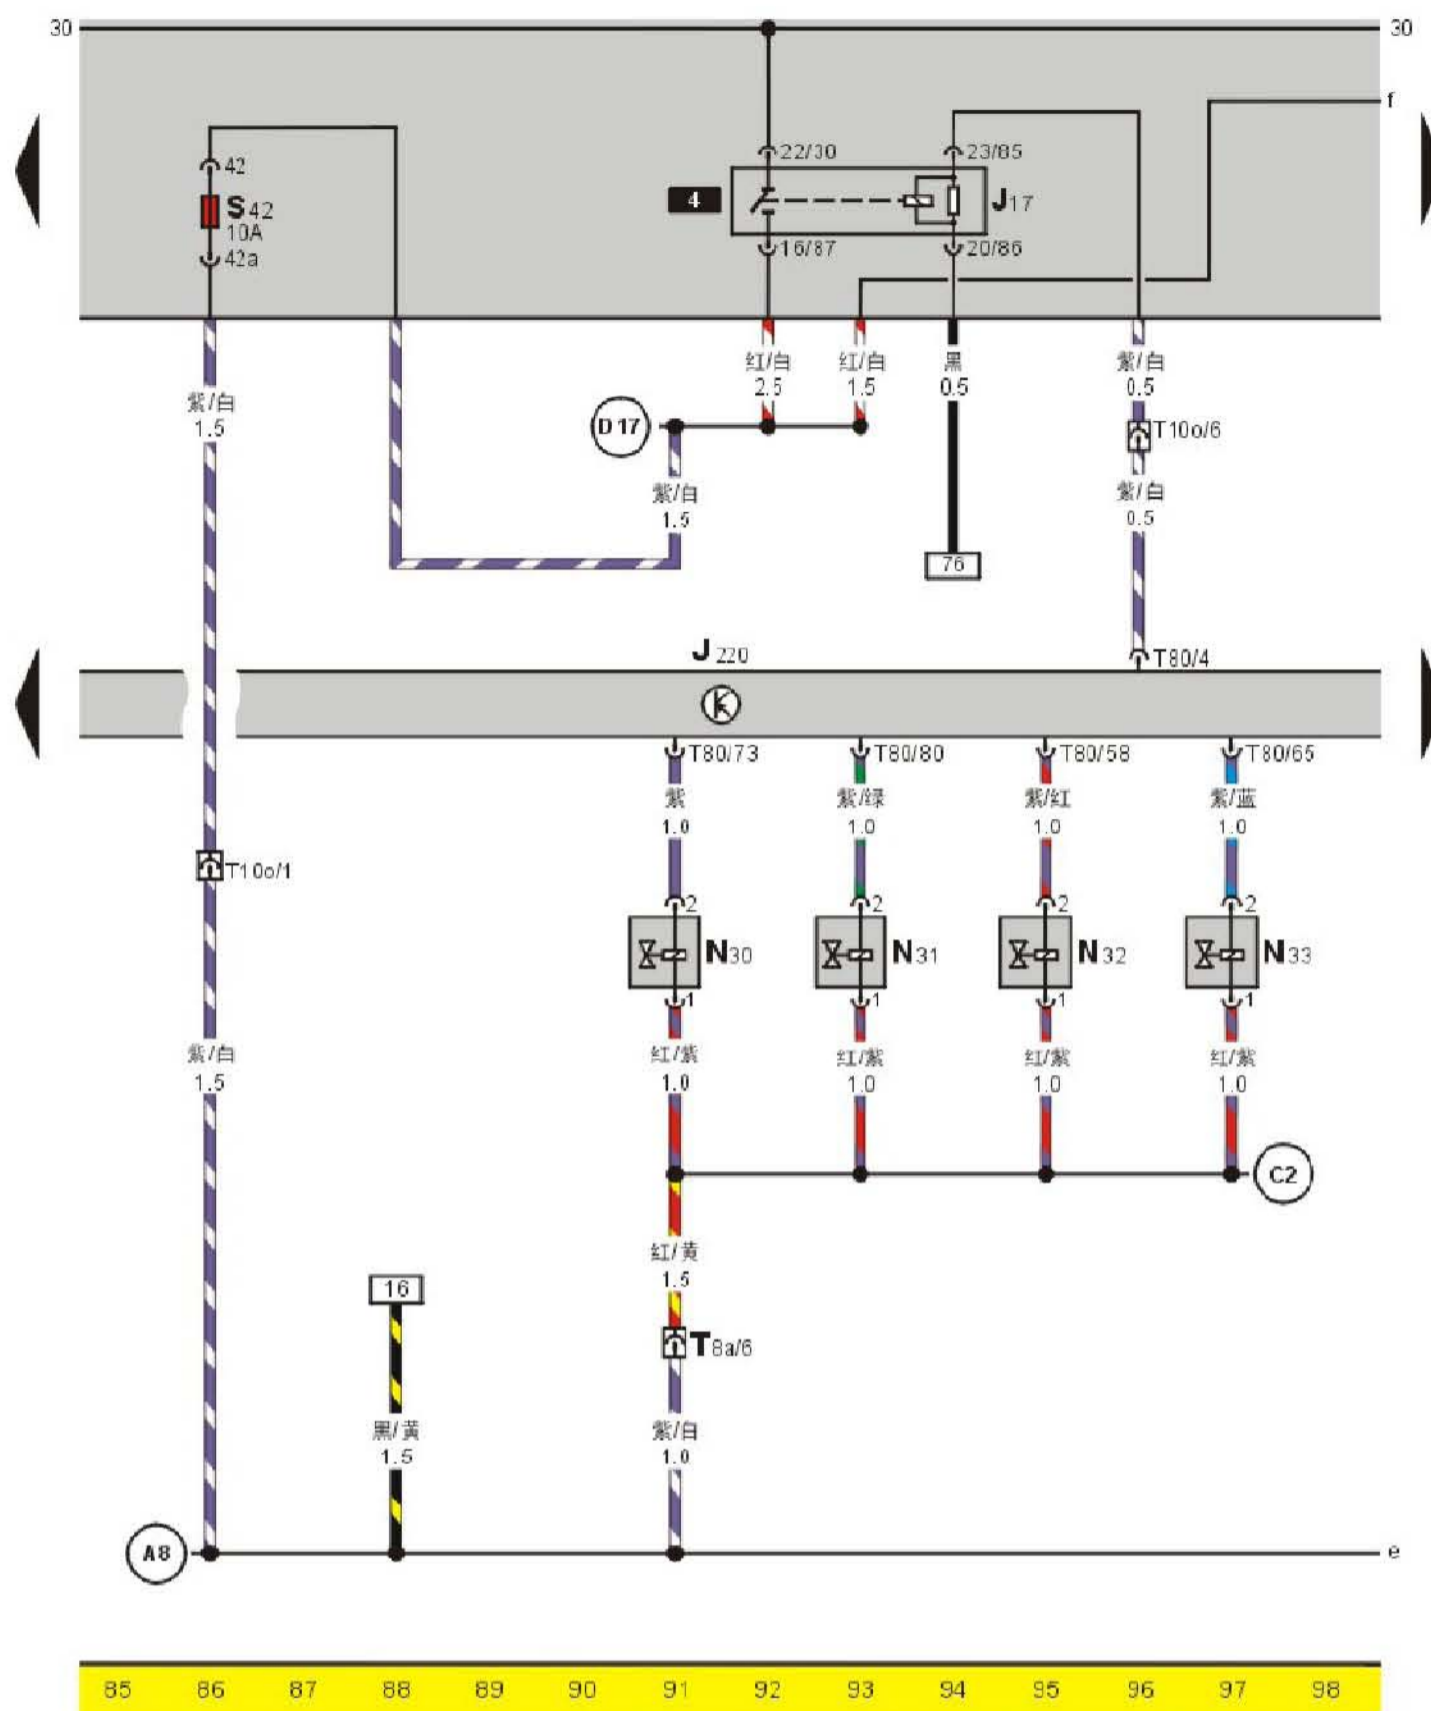 30
30
f
42
22/30
23/85
S42
4
J17
10A
42a
16/87
20/86
红/白
红/白
黑
紫/白
2.5
1.5
0.5
0.5
紫/白
1.5
D17
T10o/6
紫/白
紫/白
1.5
0.5
76
J220
T80/4
T80/73
T80/80
T80/58
T80/65
紫
紫/绿
紫/红
紫/蓝
1.0
1.0
1.0
1.0
T10o/1
2
2
2
2
N30
N31
N32
N33
1
1
1
1
紫/白
红/紫
红/紫
红/紫
红/紫
1.5
1.0
1.0
1.0
1.0
C2
红/黄
1.5
16
T8a/6
黑/黄
紫/白
1.5
1.0
A8
e
85 86 87 88 89 90 91 92 93 94 95 96 97 98